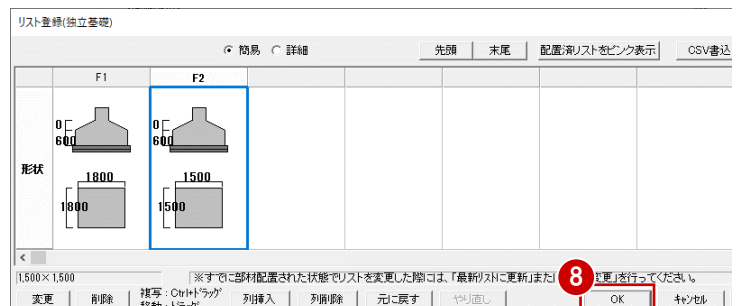 リスト登録(独立基礎)
簡易 詳細 先頭 末尾 配置済リストをピンク表示 CSV書込
F1 F2
形状
0 600 0 600
1800 1500
1800 1500
1,500×1,500 ※すでに部材配置された状態でリストを変更した際には、「最新リストに更新」また 変更」を行ってください。
8
変更 削除 複写:Ctrl+ドラッグ 列挿入 列削除 元に戻す やり直し OK キャンセル
移動:ドラッグ